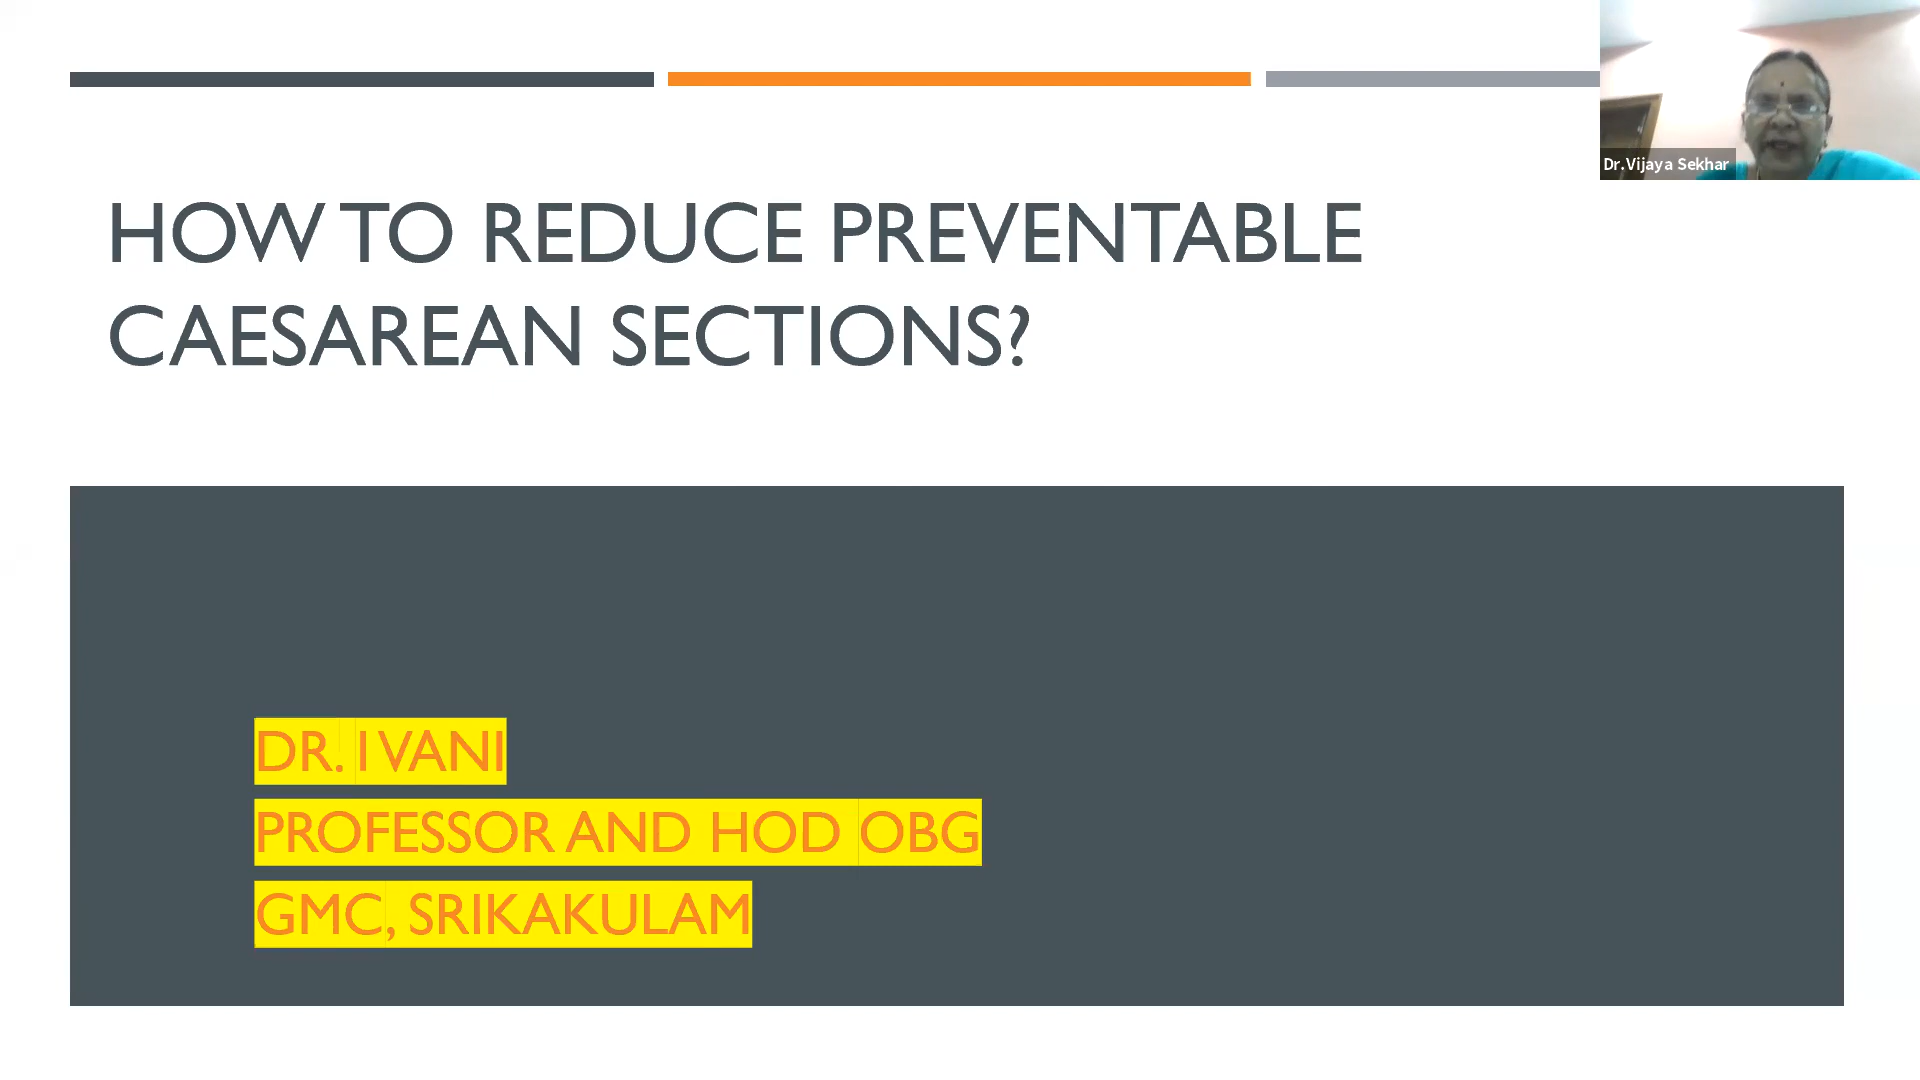 HOW TO REDUCE PREVENTABLE
CAESAREAN SECTIONS?
Dr.Vijaya Sekhar
DR. I VANI
PROFESSOR AND HOD OBG
GMC, SRIKAKULAM